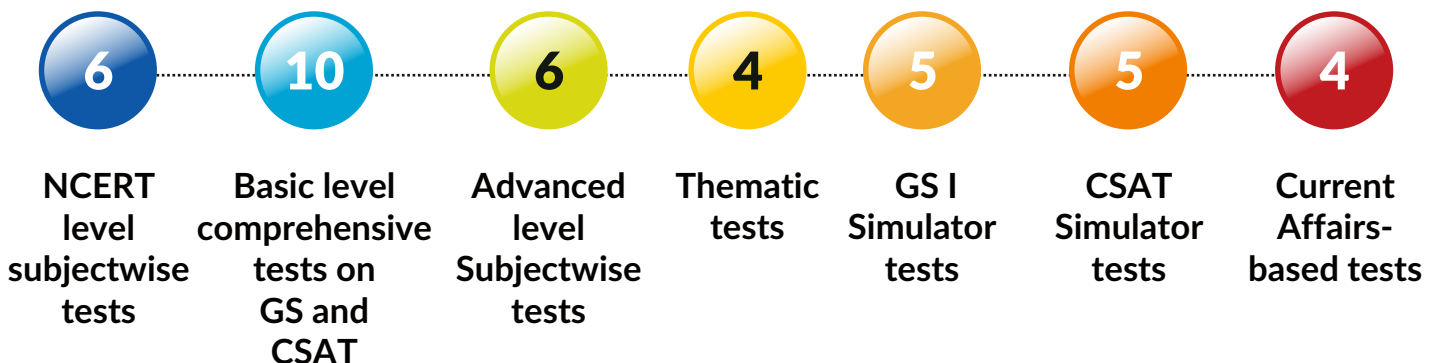 6
NCERT
level
subjectwise
tests
10
Basic level
comprehensive
tests on
GS and
CSAT
6
Advanced
level
Subjectwise
tests
4
Thematic
tests
5
GS I
Simulator
tests
5
CSAT
Simulator
tests
4
Current
Affairs-
based tests